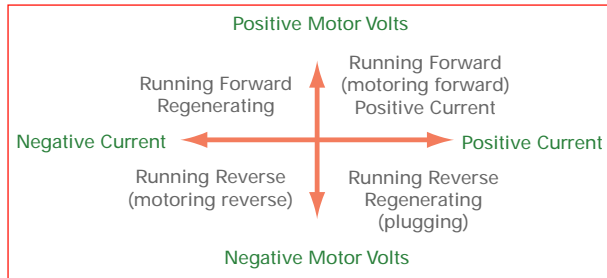 Positive Motor Volts
Running Forward
Regenerating
Running Forward
(motoring forward)
Positive Current
Negative Current
Positive Current
Running Reverse
(motoring reverse)
Running Reverse
Regenerating
(plugging)
Negative Motor Volts